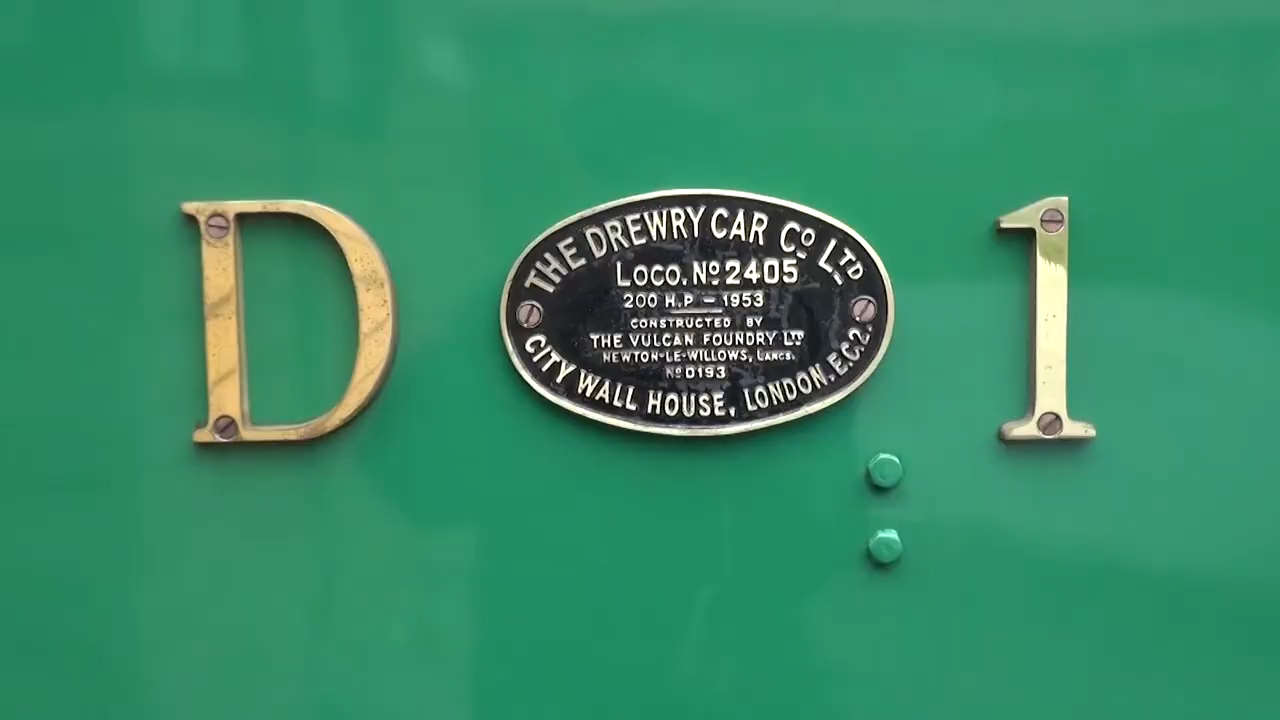 D
THE DREWRY CAR Co LTD
LOCO. No 2405
200 H.P - 1953
CONSTRUCTED BY
THE VULCAN FOUNDRY LTD
NEWTON-LE-WILLOWS, LANCS.
No D193
CITY WALL HOUSE, LONDON. E.C.2.
1